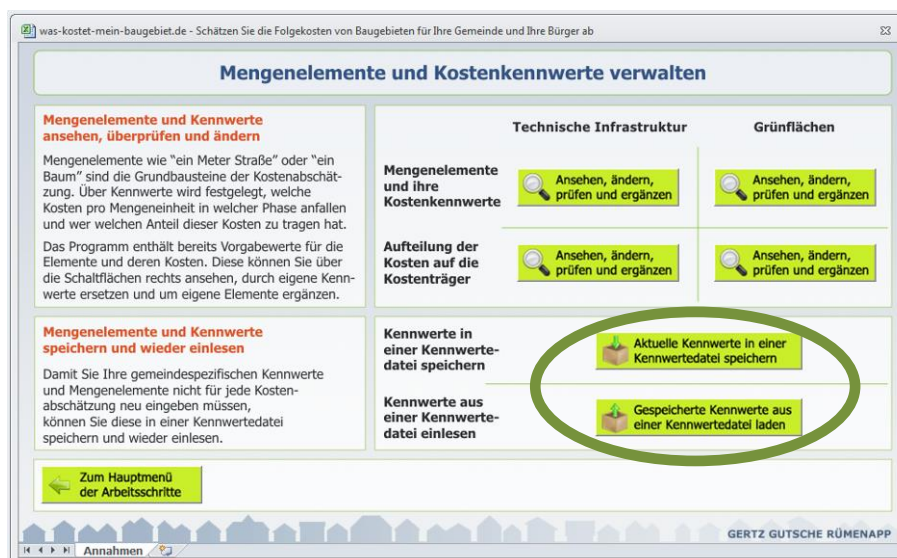 was-kostet-mein-baugebiet.de - Schätzen Sie die Folgekosten von Baugebieten für Ihre Gemeinde und Ihre Bürger ab
Mengenelemente und Kostenkennwerte verwalten
Mengenelemente und Kennwerte
ansehen, überprüfen und ändern
Mengenelemente wie "ein Meter Straße" oder "ein
Baum" sind die Grundbausteine der Kostenabschät-
zung. Über Kennwerte wird festgelegt, welche
Kosten pro Mengeneinheit in welcher Phase anfallen
und wer welchen Anteil dieser Kosten zu tragen hat.
Das Programm enthält bereits Vorgabewerte für die
Elemente und deren Kosten. Diese können Sie über
die Schaltflächen rechts ansehen, durch eigene Kenn-
werte ersetzen und um eigene Elemente ergänzen.
Technische Infrastruktur
Grünflächen
Mengenelemente
und ihre
Kostenkennwerte
Ansehen, ändern,
prüfen und ergänzen
Ansehen, ändern,
prüfen und ergänzen
Aufteilung der
Kosten auf die
Kostenträger
Ansehen, ändern,
prüfen und ergänzen
Ansehen, ändern,
prüfen und ergänzen
Mengenelemente und Kennwerte
speichern und wieder einlesen
Damit Sie Ihre gemeindespezifischen Kennwerte
und Mengenelemente nicht für jede Kosten-
abschätzung neu eingeben müssen,
können Sie diese in einer Kennwertedatei
speichern und wieder einlesen.
Kennwerte in
einer Kennwerte-
datei speichern
Aktuelle Kennwerte in einer
Kennwertedatei speichern
Kennwerte aus
einer Kennwerte-
datei einlesen
Gespeicherte Kennwerte aus
einer Kennwertedatei laden
Zum Hauptmenü
der Arbeitsschritte
GERTZ GUTSCHE RÜMENAPP
Annahmen